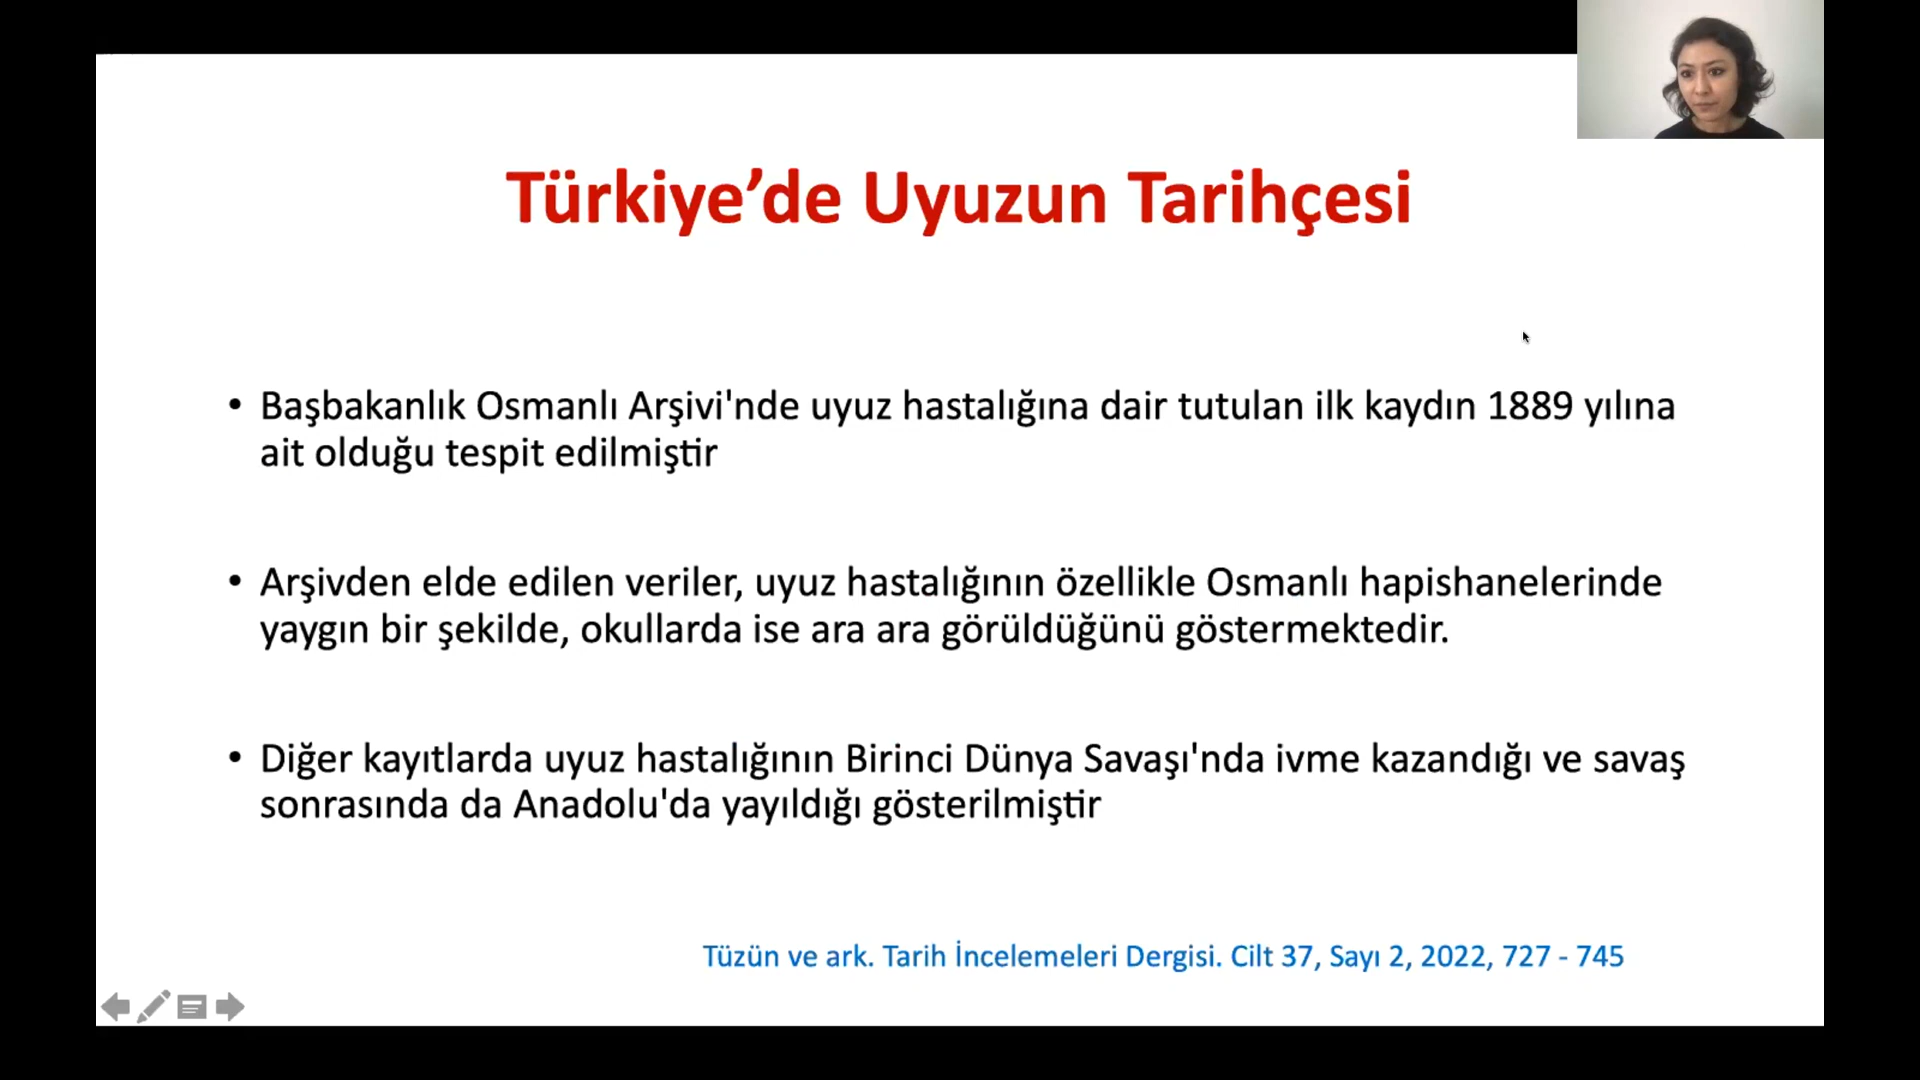 Türkiye’de Uyuzun Tarihçesi
• Başbakanlık Osmanlı Arşivi'nde uyuz hastalığına dair tutulan ilk kaydın 1889 yılına
ait olduğu tespit edilmiştir
• Arşivden elde edilen veriler, uyuz hastalığının özellikle Osmanlı hapishanelerinde
yaygın bir şekilde, okullarda ise ara ara görüldüğünü göstermektedir.
• Diğer kayıtlarda uyuz hastalığının Birinci Dünya Savaşı'nda ivme kazandığı ve savaş
sonrasında da Anadolu'da yayıldığı gösterilmiştir
Tüzün ve ark. Tarih İncelemeleri Dergisi. Cilt 37, Sayı 2, 2022, 727 - 745